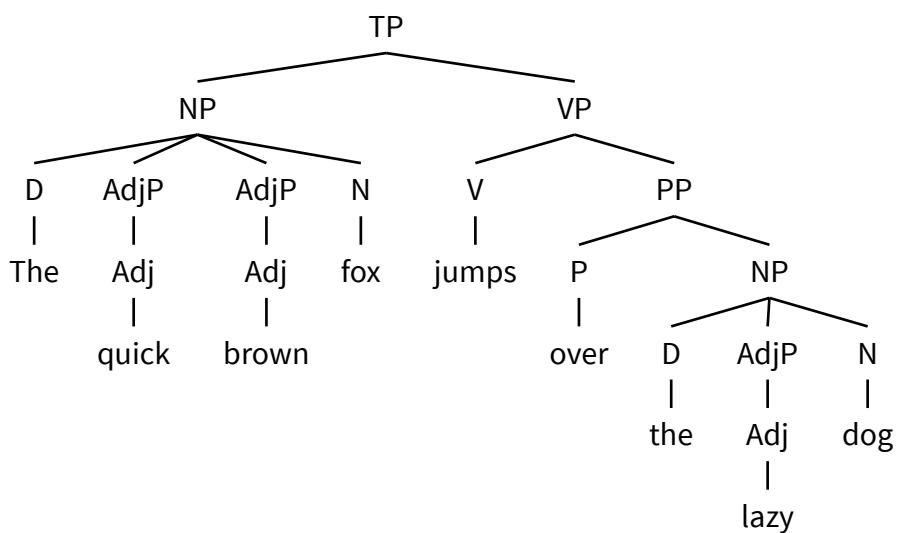 TP
NP VP
D AdjP AdjP N V PP
The Adj Adj fox jumps P NP
quick brown over D AdjP N
the Adj dog
lazy